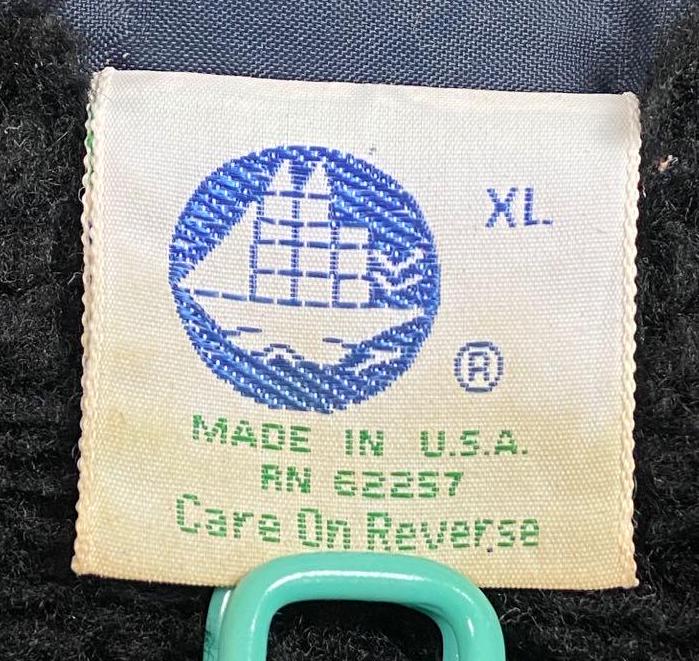 XL
®
MADE IN U.S.A.
RN 62257
Care On Reverse